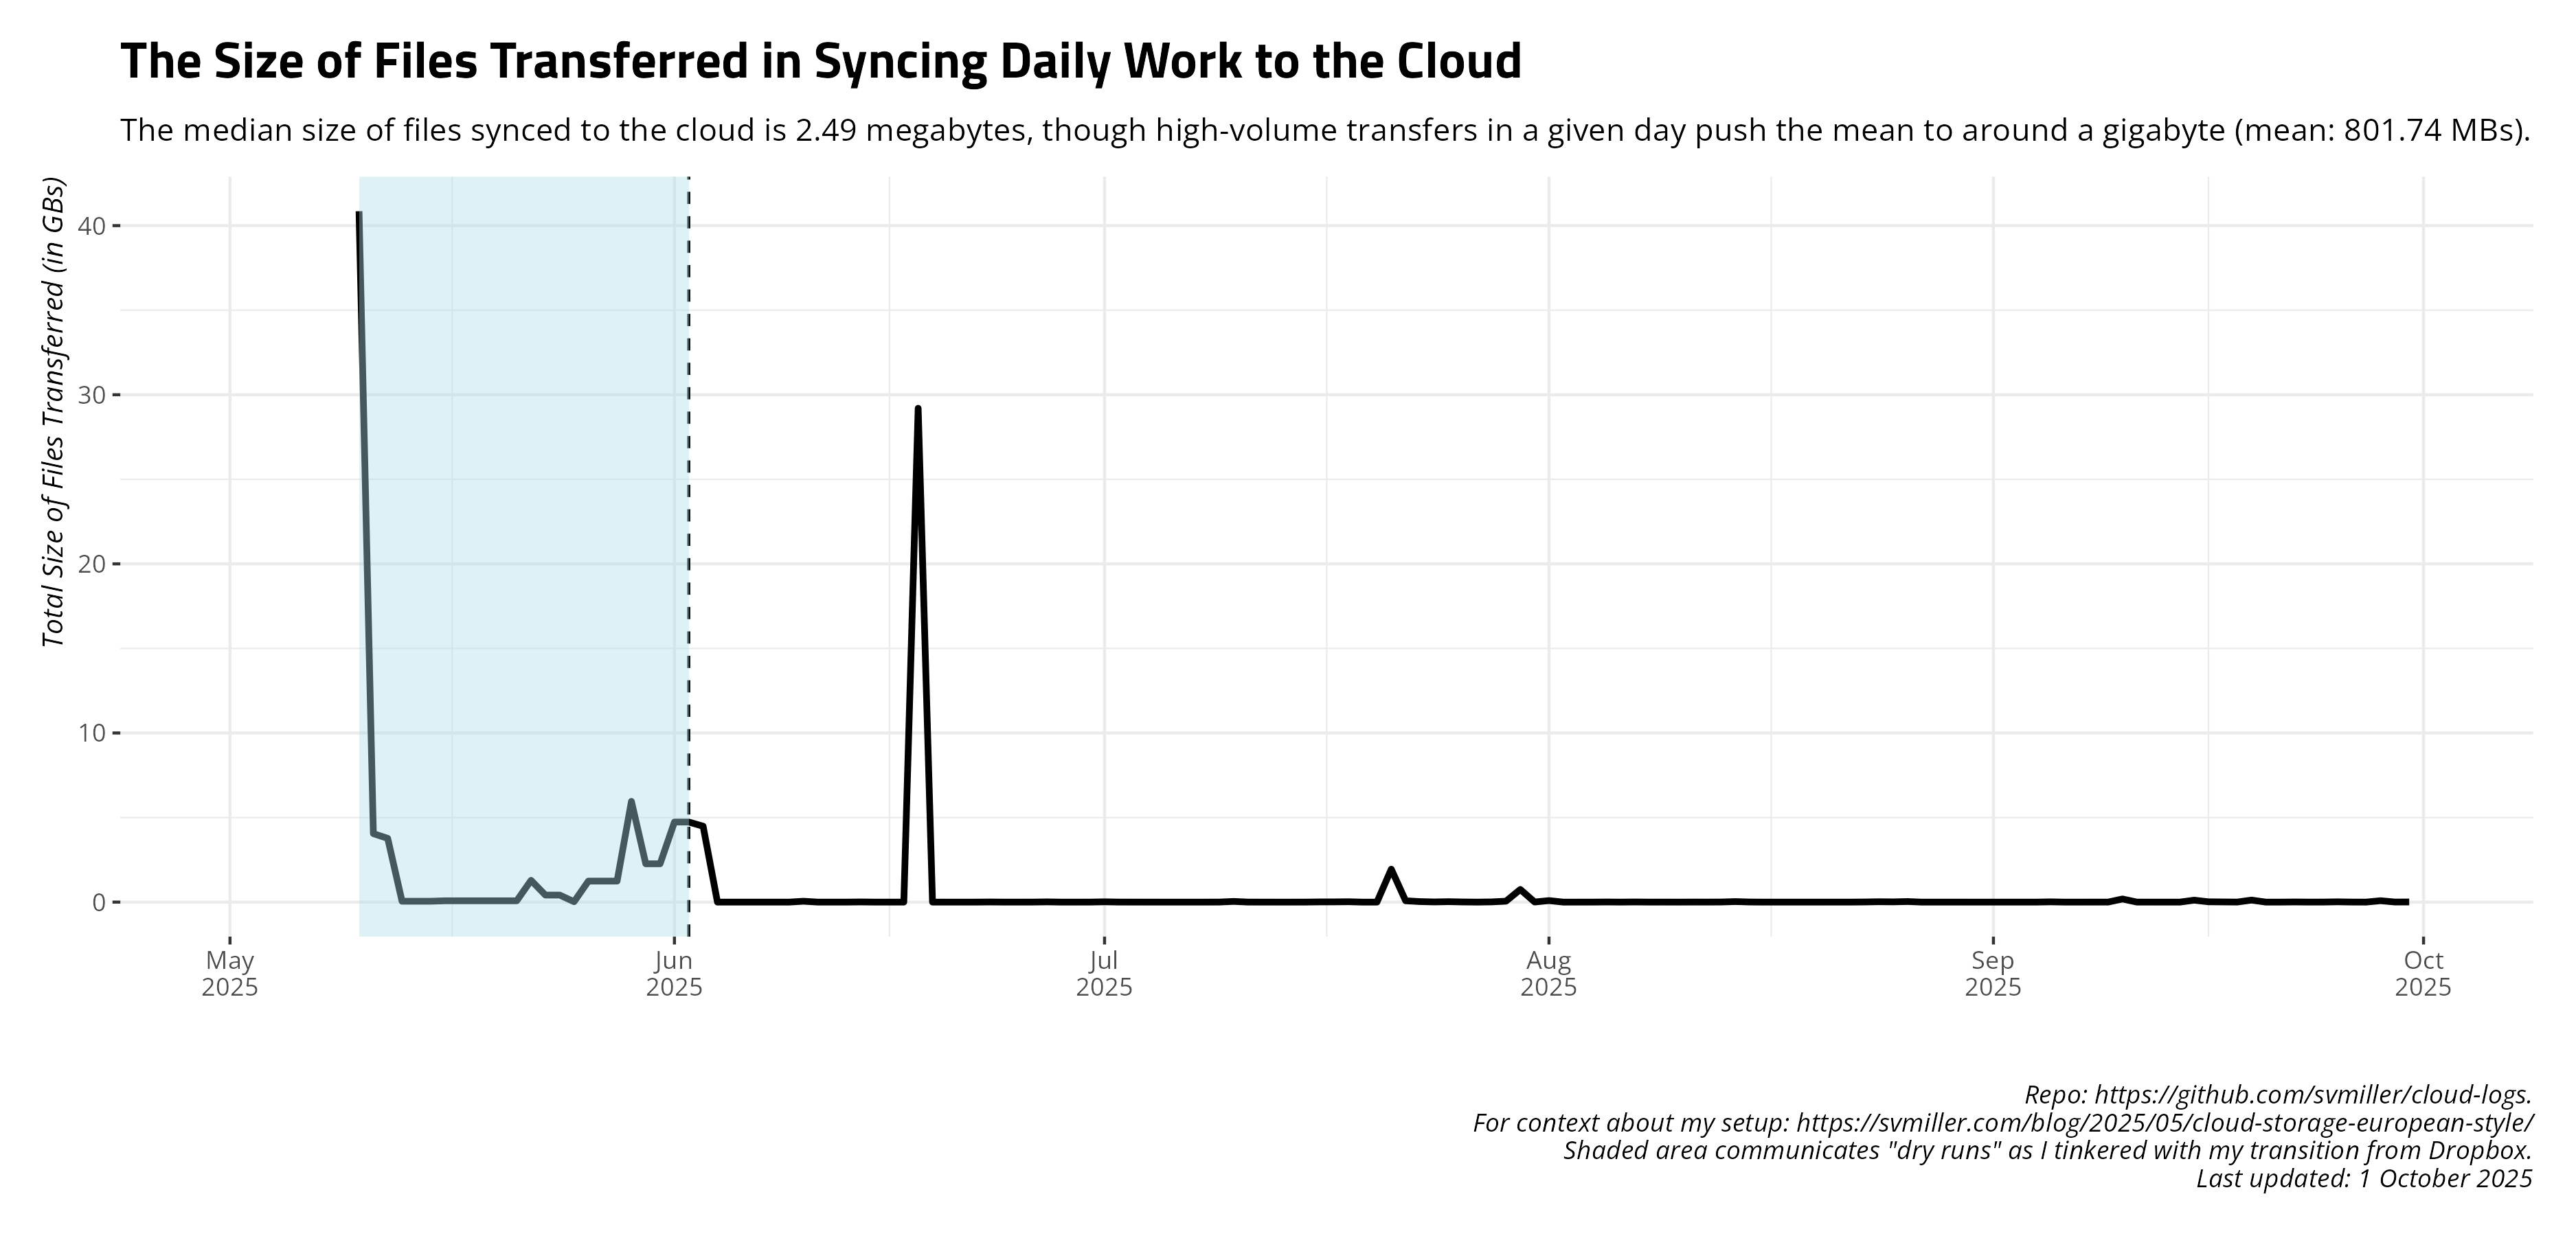 The Size of Files Transferred in Syncing Daily Work to the Cloud
The median size of files synced to the cloud is 2.49 megabytes, though high-volume transfers in a given day push the mean to around a gigabyte (mean: 801.74 MBs).
Total Size of Files Transferred (in GBs)
40
30
20
10
0
May
2025
Jun
2025
Jul
2025
Aug
2025
Sep
2025
Oct
2025
Repo: https://github.com/svmiller/cloud-logs.
For context about my setup: https://svmiller.com/blog/2025/05/cloud-storage-european-style/
Shaded area communicates "dry runs" as I tinkered with my transition from Dropbox.
Last updated: 1 October 2025